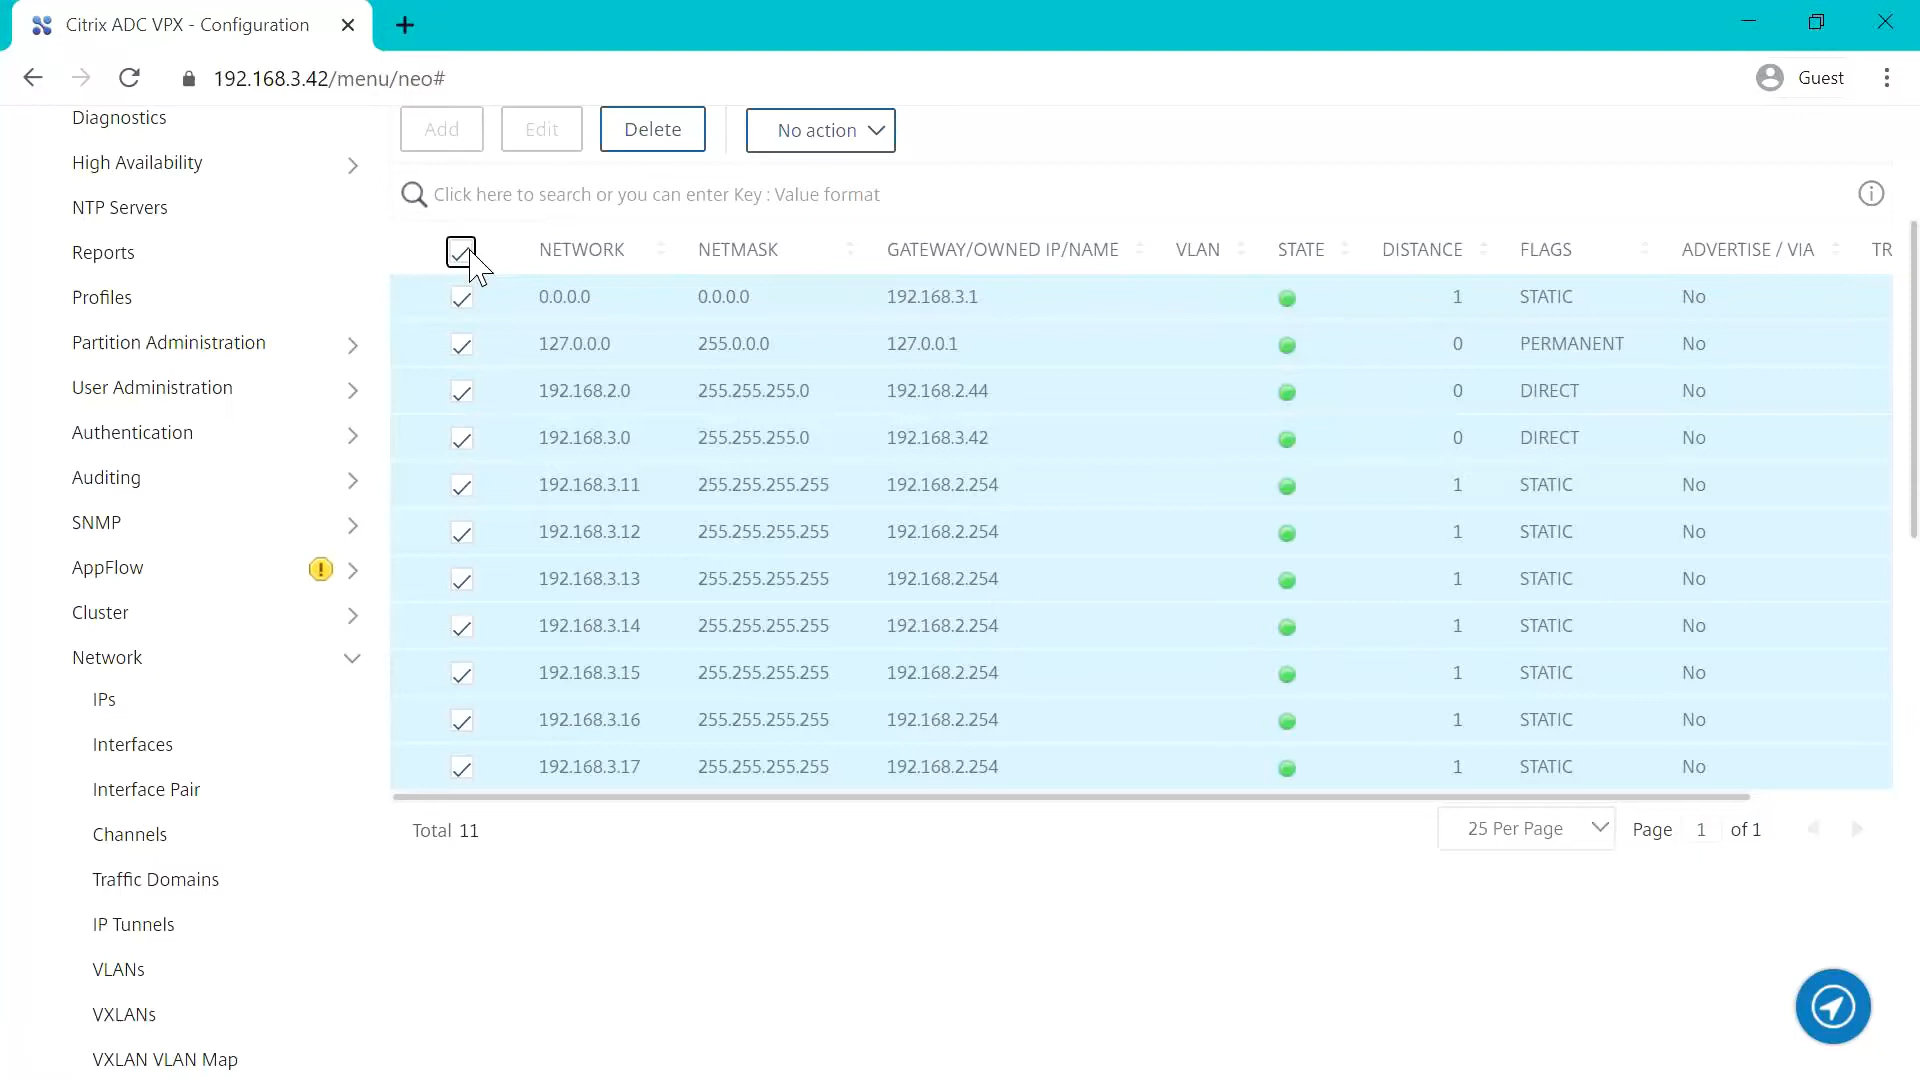 Citrix ADC VPX - Configuration
192.168.3.42/menu/neo#
Guest
Diagnostics
High Availability
NTP Servers
Reports
Profiles
Partition Administration
User Administration
Authentication
Auditing
SNMP
AppFlow
Cluster
Network
IPs
Interfaces
Interface Pair
Channels
Traffic Domains
IP Tunnels
VLANs
VXLANs
VXLAN VLAN Map
Add Edit Delete No action
Click here to search or you can enter Key : Value format
NETWORK NETMASK GATEWAY/OWNED IP/NAME VLAN STATE DISTANCE FLAGS ADVERTISE / VIA TR
0.0.0.0 0.0.0.0 192.168.3.1 1 STATIC No
127.0.0.0 255.0.0.0 127.0.0.1 0 PERMANENT No
192.168.2.0 255.255.255.0 192.168.2.44 0 DIRECT No
192.168.3.0 255.255.255.0 192.168.3.42 0 DIRECT No
192.168.3.11 255.255.255.255 192.168.2.254 1 STATIC No
192.168.3.12 255.255.255.255 192.168.2.254 1 STATIC No
192.168.3.13 255.255.255.255 192.168.2.254 1 STATIC No
192.168.3.14 255.255.255.255 192.168.2.254 1 STATIC No
192.168.3.15 255.255.255.255 192.168.2.254 1 STATIC No
192.168.3.16 255.255.255.255 192.168.2.254 1 STATIC No
192.168.3.17 255.255.255.255 192.168.2.254 1 STATIC No
Total 11 25 Per Page Page 1 of 1